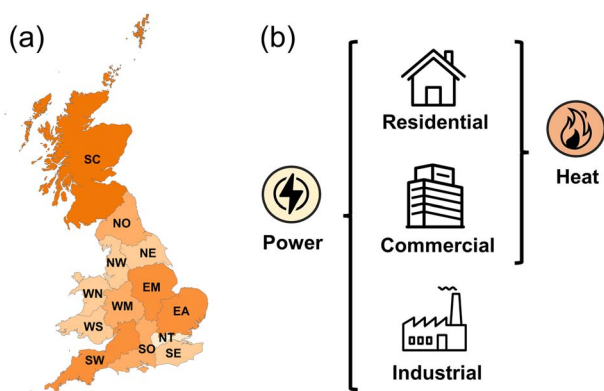 (a)
SC
NO
NW
NE
WN
EM
WM
EA
WS
NT
SW
SO
SE
(b)
Residential
Power
Commercial
Heat
Industrial